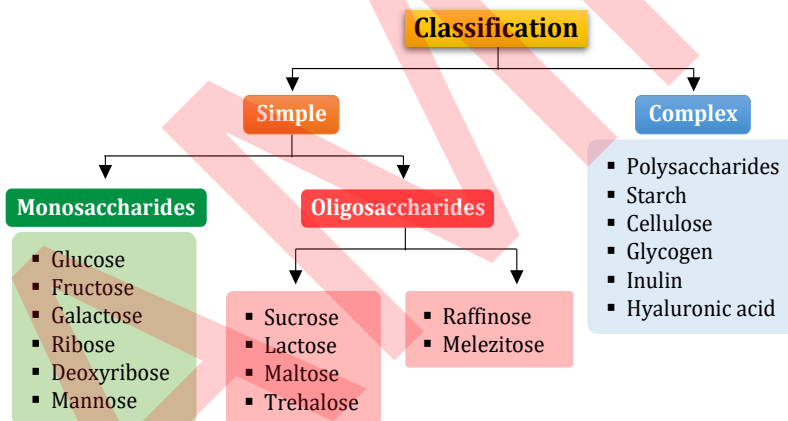 Classification
Simple
Complex
Monosaccharides
Oligosaccharides
▪ Glucose
▪ Fructose
▪ Galactose
▪ Ribose
▪ Deoxyribose
▪ Mannose
▪ Sucrose
▪ Lactose
▪ Maltose
▪ Trehalose
▪ Raffinose
▪ Melezitose
▪ Polysaccharides
▪ Starch
▪ Cellulose
▪ Glycogen
▪ Inulin
▪ Hyaluronic acid